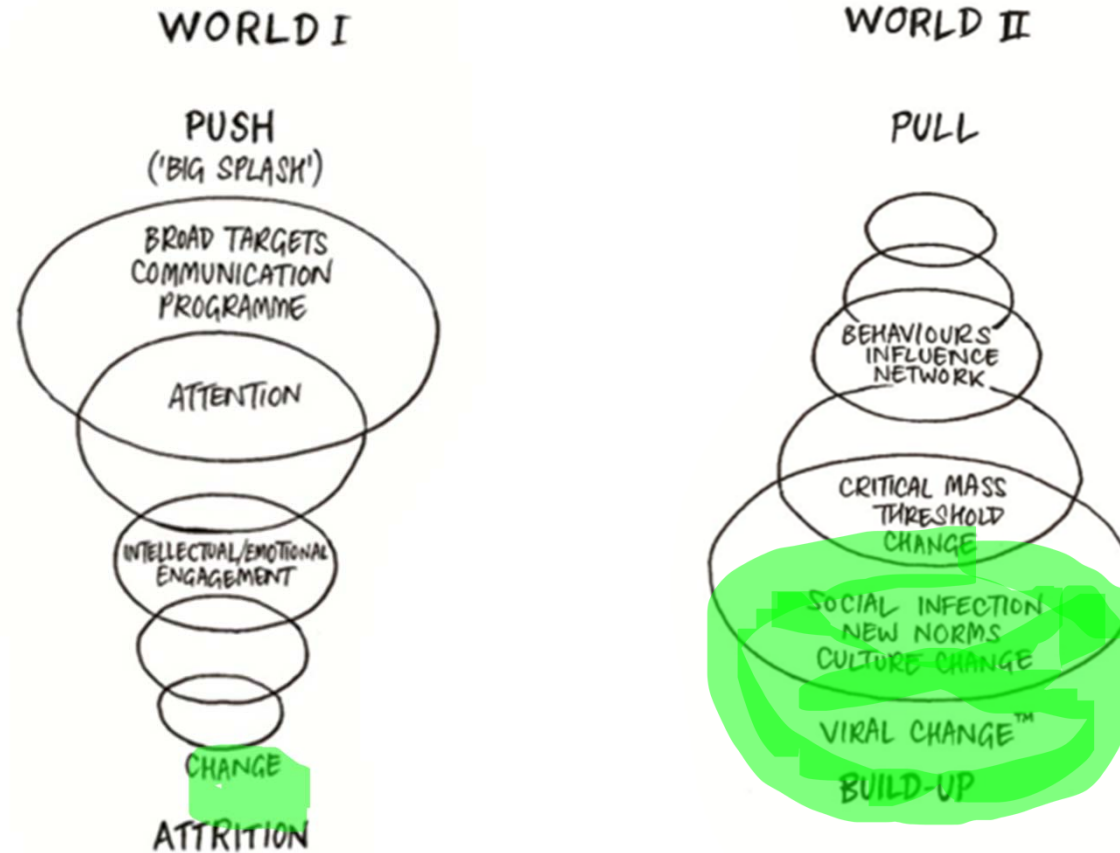 WORLD I
PUSH
('BIG SPLASH')
BROAD TARGETS
COMMUNICATION
PROGRAMME
ATTENTION
INTELLECTUAL/EMOTIONAL
ENGAGEMENT
CHANGE
ATTRITION
WORLD II
PULL
BEHAVIOURS
INFLUENCE
NETWORK
CRITICAL MASS
THRESHOLD
CHANGE
SOCIAL INFECTION
NEW NORMS
CULTURE CHANGE
VIRAL CHANGE™
BUILD-UP